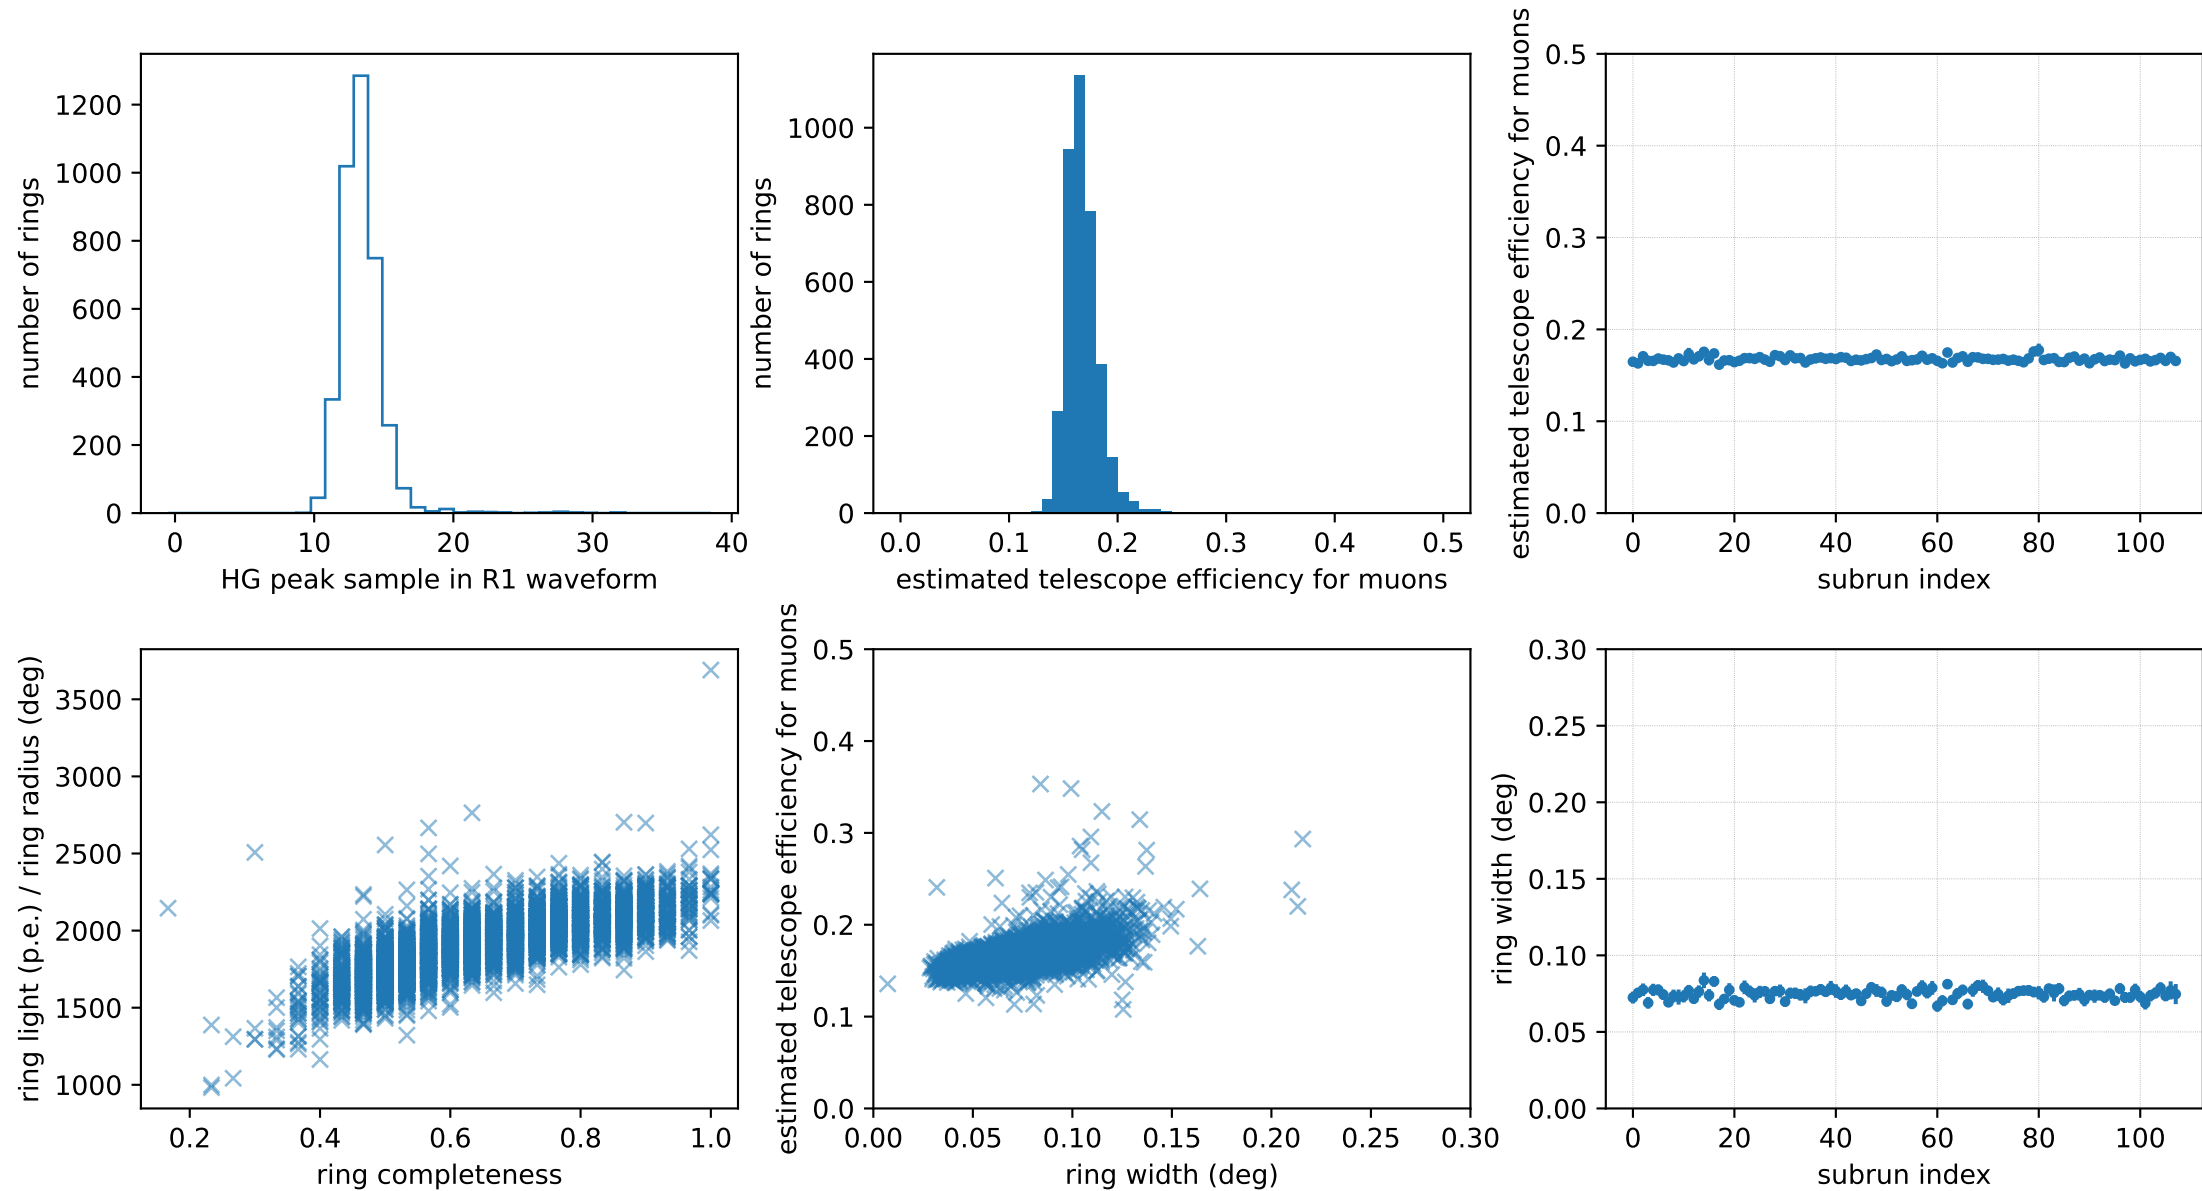 number of rings
1200
1000
800
600
400
200
0
0 10 20 30 40
HG peak sample in R1 waveform
number of rings
1000
800
600
400
200
0
0.0 0.1 0.2 0.3 0.4 0.5
estimated telescope efficiency for muons
estimated telescope efficiency for muons
0.5
0.4
0.3
0.2
0.1
0.0
0 20 40 60 80 100
subrun index
ring light (p.e.) / ring radius (deg)
3500
3000
2500
2000
1500
1000
0.2 0.4 0.6 0.8 1.0
ring completeness
estimated telescope efficiency for muons
0.5
0.4
0.3
0.2
0.1
0.0
0.00 0.05 0.10 0.15 0.20 0.25 0.30
ring width (deg)
ring width (deg)
0.30
0.25
0.20
0.15
0.10
0.05
0.00
0 20 40 60 80 100
subrun index